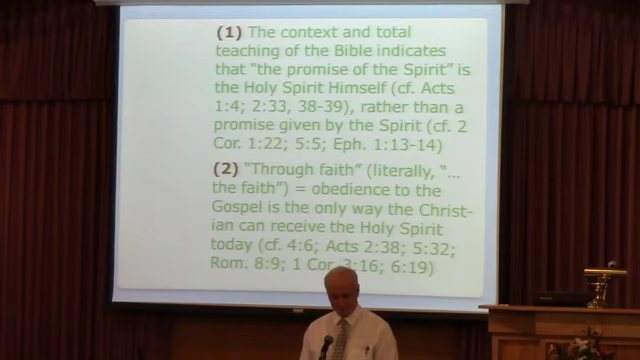 (1) The context and total
teaching of the Bible indicates
that "the promise of the Spirit" is
the Holy Spirit Himself (cf. Acts
1:4; 2:33, 38-39), rather than a
promise given by the Spirit (cf. 2
Cor. 1:22; 5:5; Eph. 1:13-14)
(2) "Through faith" (literally, "...
the faith") = obedience to the
Gospel is the only way the Christ-
ian can receive the Holy Spirit
today (cf. 4:6; Acts 2:38; 5:32;
Rom. 8:9; 1 Cor. 3:16; 6:19)